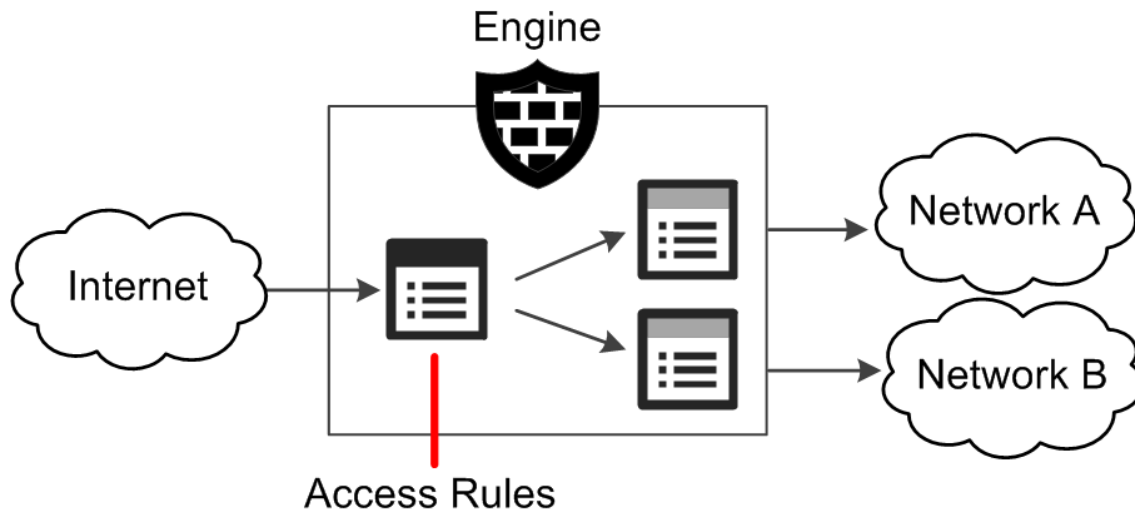 Engine
Internet
Network A
Network B
Access Rules